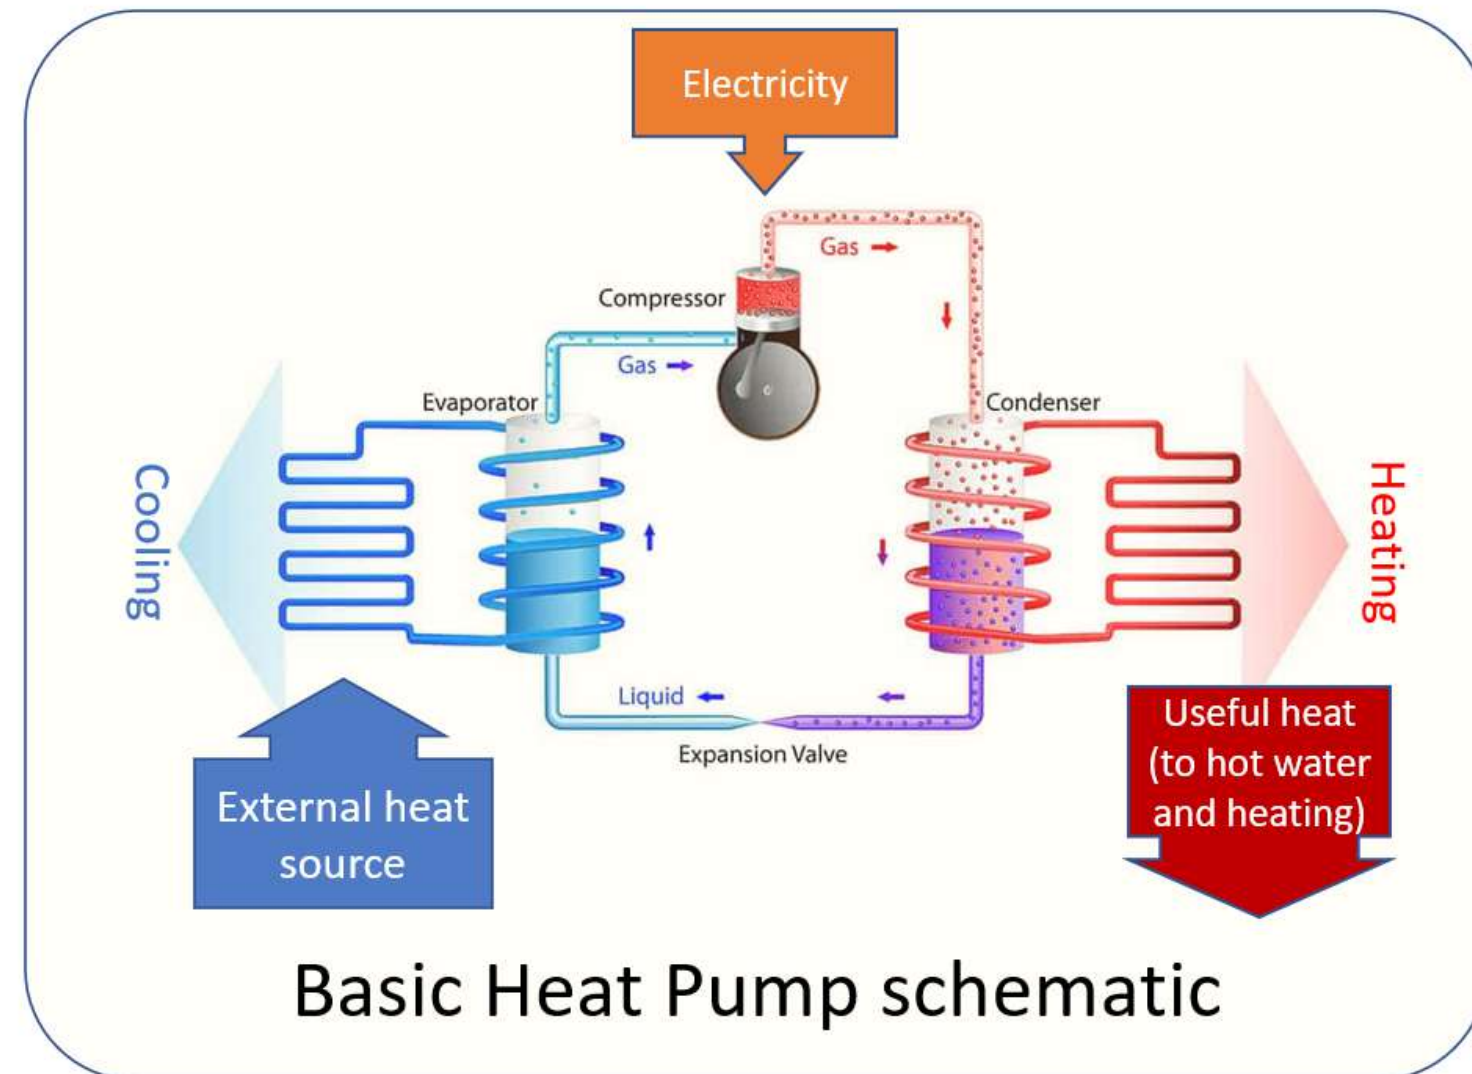 Electricity
Gas
Compressor
Gas
Evaporator
Condenser
Cooling
Heating
Liquid
Expansion Valve
External heat
source
Useful heat
(to hot water
and heating)
Basic Heat Pump schematic